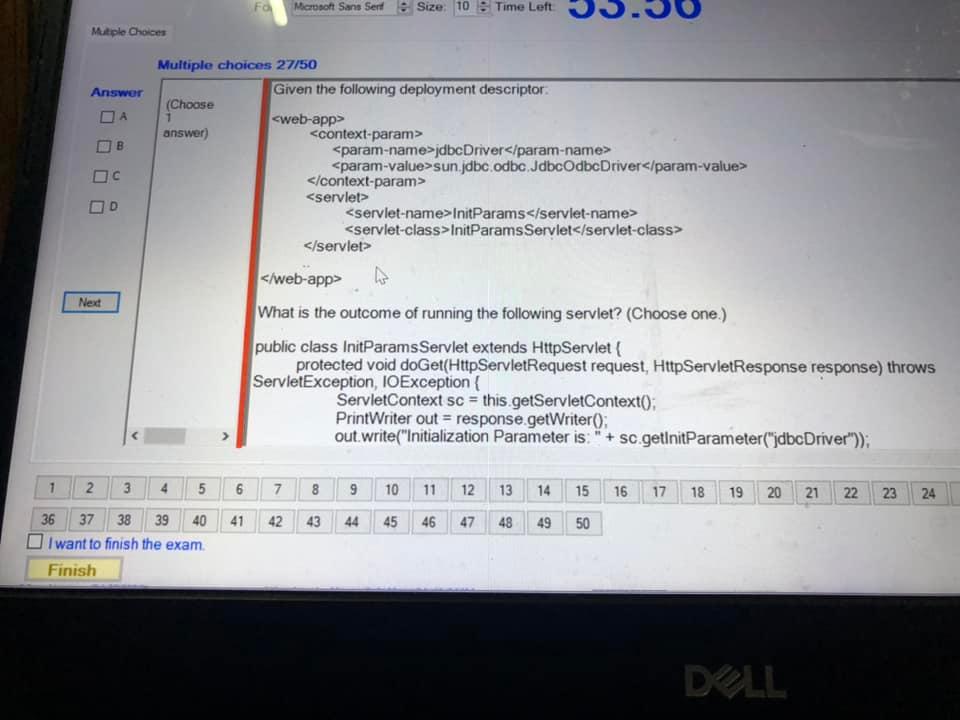 Microsoft Sans Serif Size: 10 Time Left: 53:56
Multiple Choices
Multiple choices 27/50
Answer
A
B
C
D
(Choose
1
answer)
Next
Given the following deployment descriptor:
<web-app>
<context-param>
<param-name>jdbcDriver</param-name>
<param-value>sun.jdbc.odbc.JdbcOdbcDriver</param-value>
</context-param>
<servlet>
<servlet-name>InitParams</servlet-name>
<servlet-class>InitParamsServlet</servlet-class>
</servlet>
..
</web-app>
What is the outcome of running the following servlet? (Choose one.)
public class InitParamsServlet extends HttpServlet {
protected void doGet(HttpServletRequest request, HttpServletResponse response) throws
ServletException, IOException {
ServletContext sc = this.getServletContext();
PrintWriter out = response.getWriter();
out.write("Initialization Parameter is: " + sc.getInitParameter("jdbcDriver"));
1 2 3 4 5 6 7 8 9 10 11 12 13 14 15 16 17 18 19 20 21 22 23 24
36 37 38 39 40 41 42 43 44 45 46 47 48 49 50
I want to finish the exam.
Finish
DELL